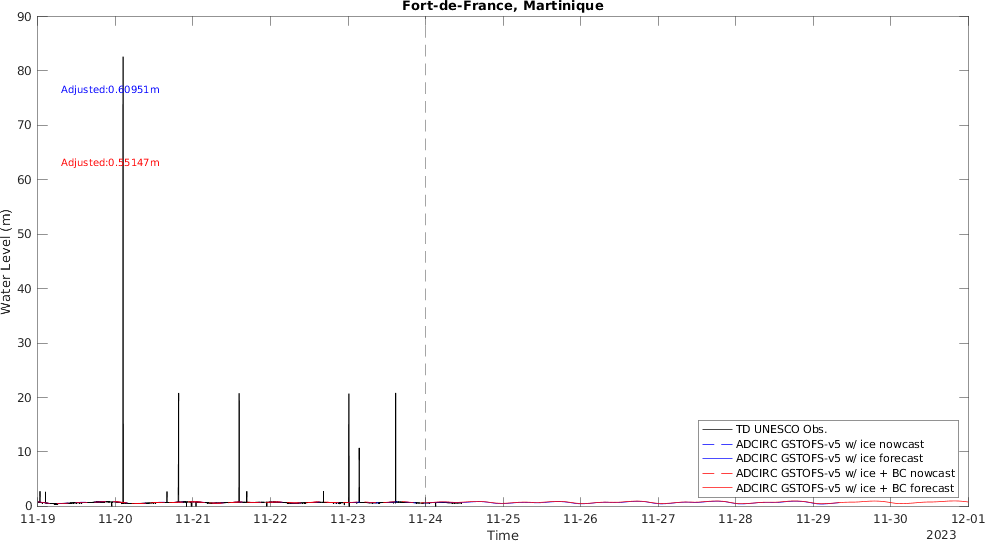 Fort-de-France, Martinique
90
80
70
60
50
40
30
20
10
0
Water Level (m)
Adjusted:0.60951m
Adjusted:0.55147m
TD UNESCO Obs.
ADCIRC GSTOFS-v5 w/ ice nowcast
ADCIRC GSTOFS-v5 w/ ice forecast
ADCIRC GSTOFS-v5 w/ ice + BC nowcast
ADCIRC GSTOFS-v5 w/ ice + BC forecast
11-19 11-20 11-21 11-22 11-23 11-24 11-25 11-26 11-27 11-28 11-29 11-30 12-01
Time
2023